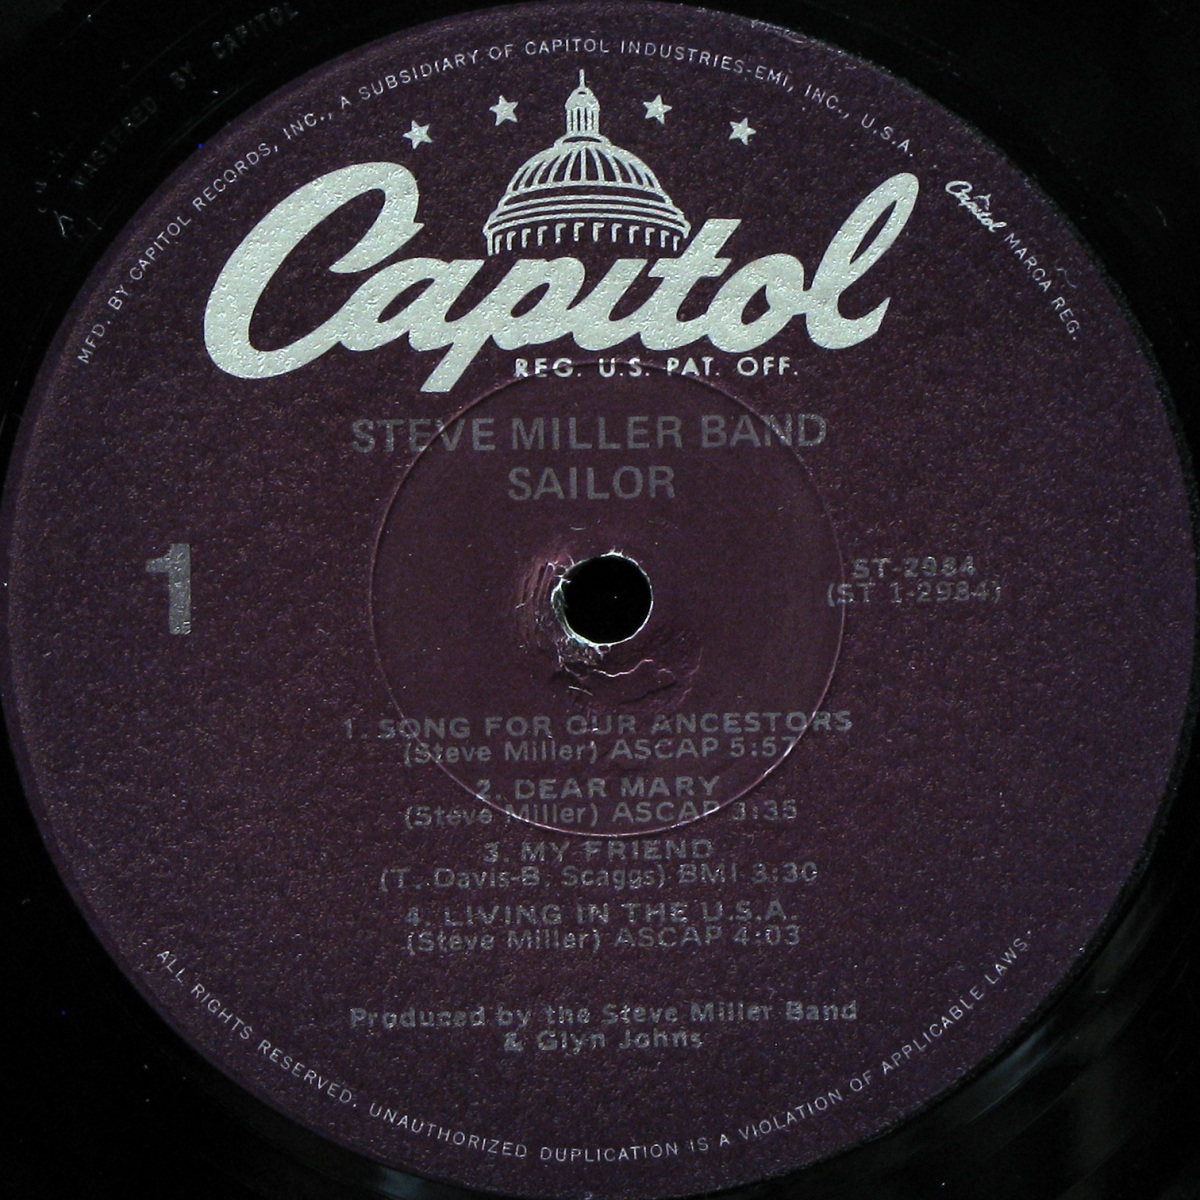 MASTERED BY CAPITOL
MFD. BY CAPITOL RECORDS, INC., A SUBSIDIARY OF CAPITOL INDUSTRIES-EMI, INC., U.S.A.
Capitol MARCA REG.
Capitol
REG. U.S. PAT. OFF.
STEVE MILLER BAND
SAILOR
1
ST-2984
(ST 1-2984)
1. SONG FOR OUR ANCESTORS
(Steve Miller) ASCAP 5:57
2. DEAR MARY
(Steve Miller) ASCAP 3:35
3. MY FRIEND
(T. Davis-B. Scaggs) BMI 3:30
4. LIVING IN THE U.S.A.
(Steve Miller) ASCAP 4:03
Produced by the Steve Miller Band
& Glyn Johns
ALL RIGHTS RESERVED. UNAUTHORIZED DUPLICATION IS A VIOLATION OF APPLICABLE LAWS